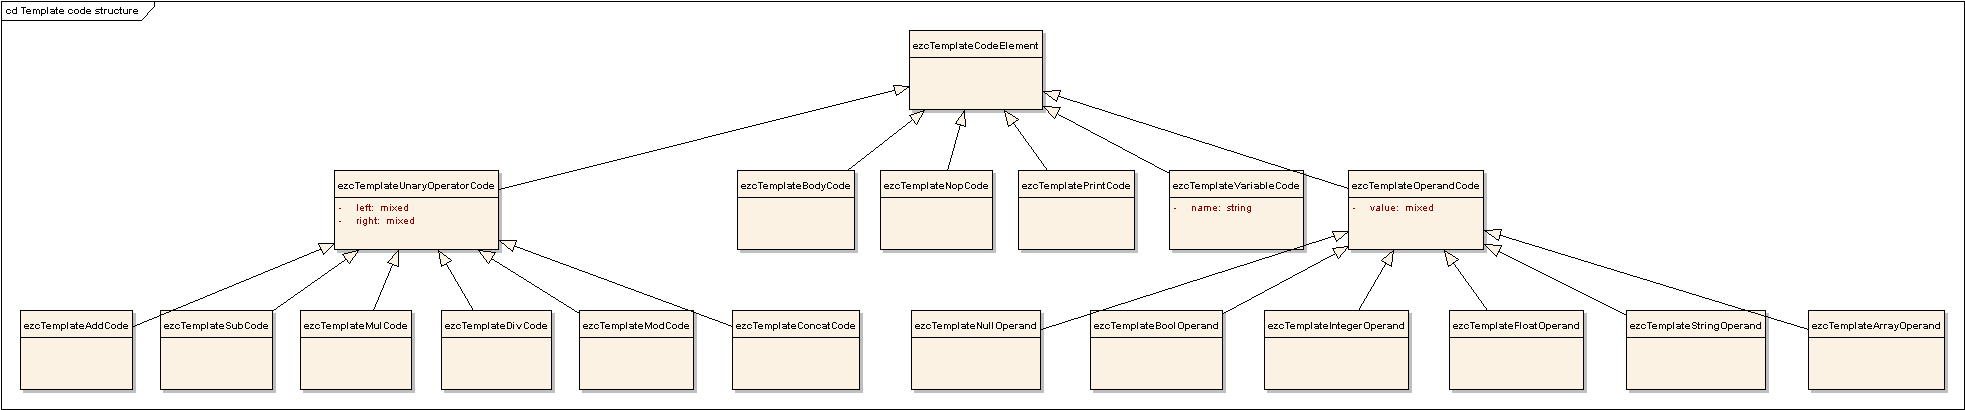 cd Template code structure
ezcTemplateCodeElement
ezcTemplateUnaryOperatorCode
- left: mixed
- right: mixed
ezcTemplateBodyCode
ezcTemplateNopCode
ezcTemplatePrintCode
ezcTemplateVariableCode
- name: string
ezcTemplateOperandCode
- value: mixed
ezcTemplateAddCode
ezcTemplateSubCode
ezcTemplateMulCode
ezcTemplateDivCode
ezcTemplateModCode
ezcTemplateConcatCode
ezcTemplateNullOperand
ezcTemplateBoolOperand
ezcTemplateIntegerOperand
ezcTemplateFloatOperand
ezcTemplateStringOperand
ezcTemplateArrayOperand